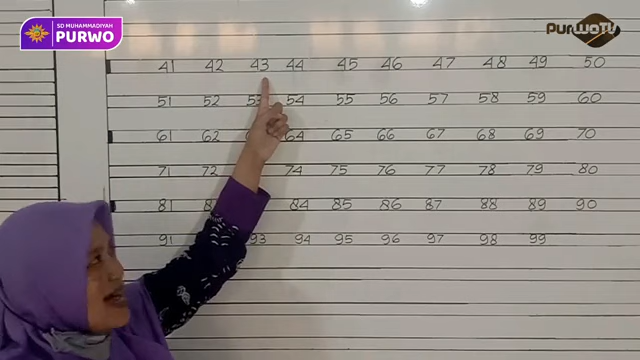 SD MUHAMMADIYAH
PURWO
PurwoTV
41 42 43 44 45 46 47 48 49 50
51 52 53 54 55 56 57 58 59 60
61 62 64 65 66 67 68 69 70
71 72 74 75 76 77 78 79 80
81 84 85 86 87 88 89 90
91 93 94 95 96 97 98 99